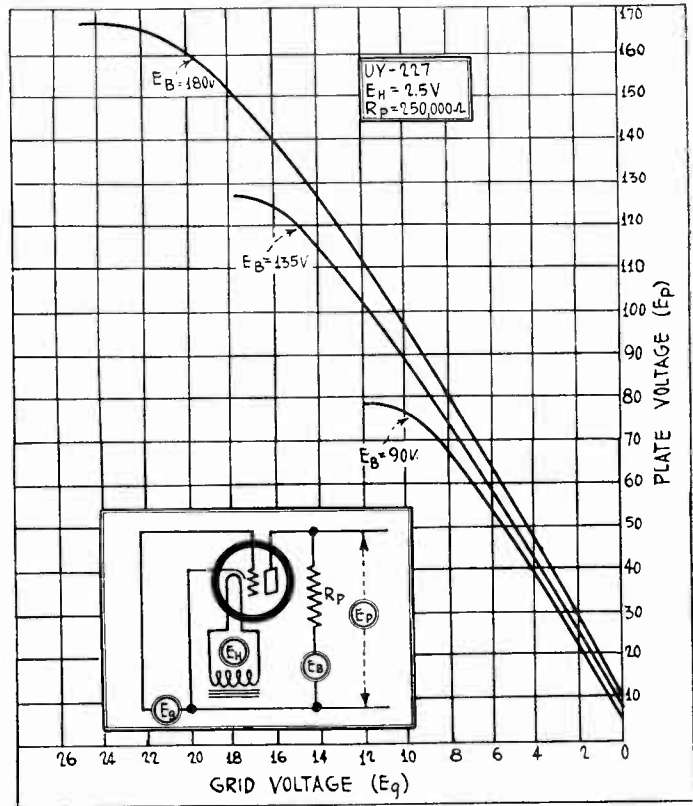 UY-227
EH = 2.5V
RP = 250,000Ω
EB = 180V
EB = 135V
EB = 90V.
170
160
150
140
130
120
110
100
90
80
70
60
50
40
30
20
10
PLATE VOLTAGE (Ep)
RP
EP
EH
EB
Eg
26 24 22 20 18 16 14 12 10 8 6 4 2 0
GRID VOLTAGE (Eg)